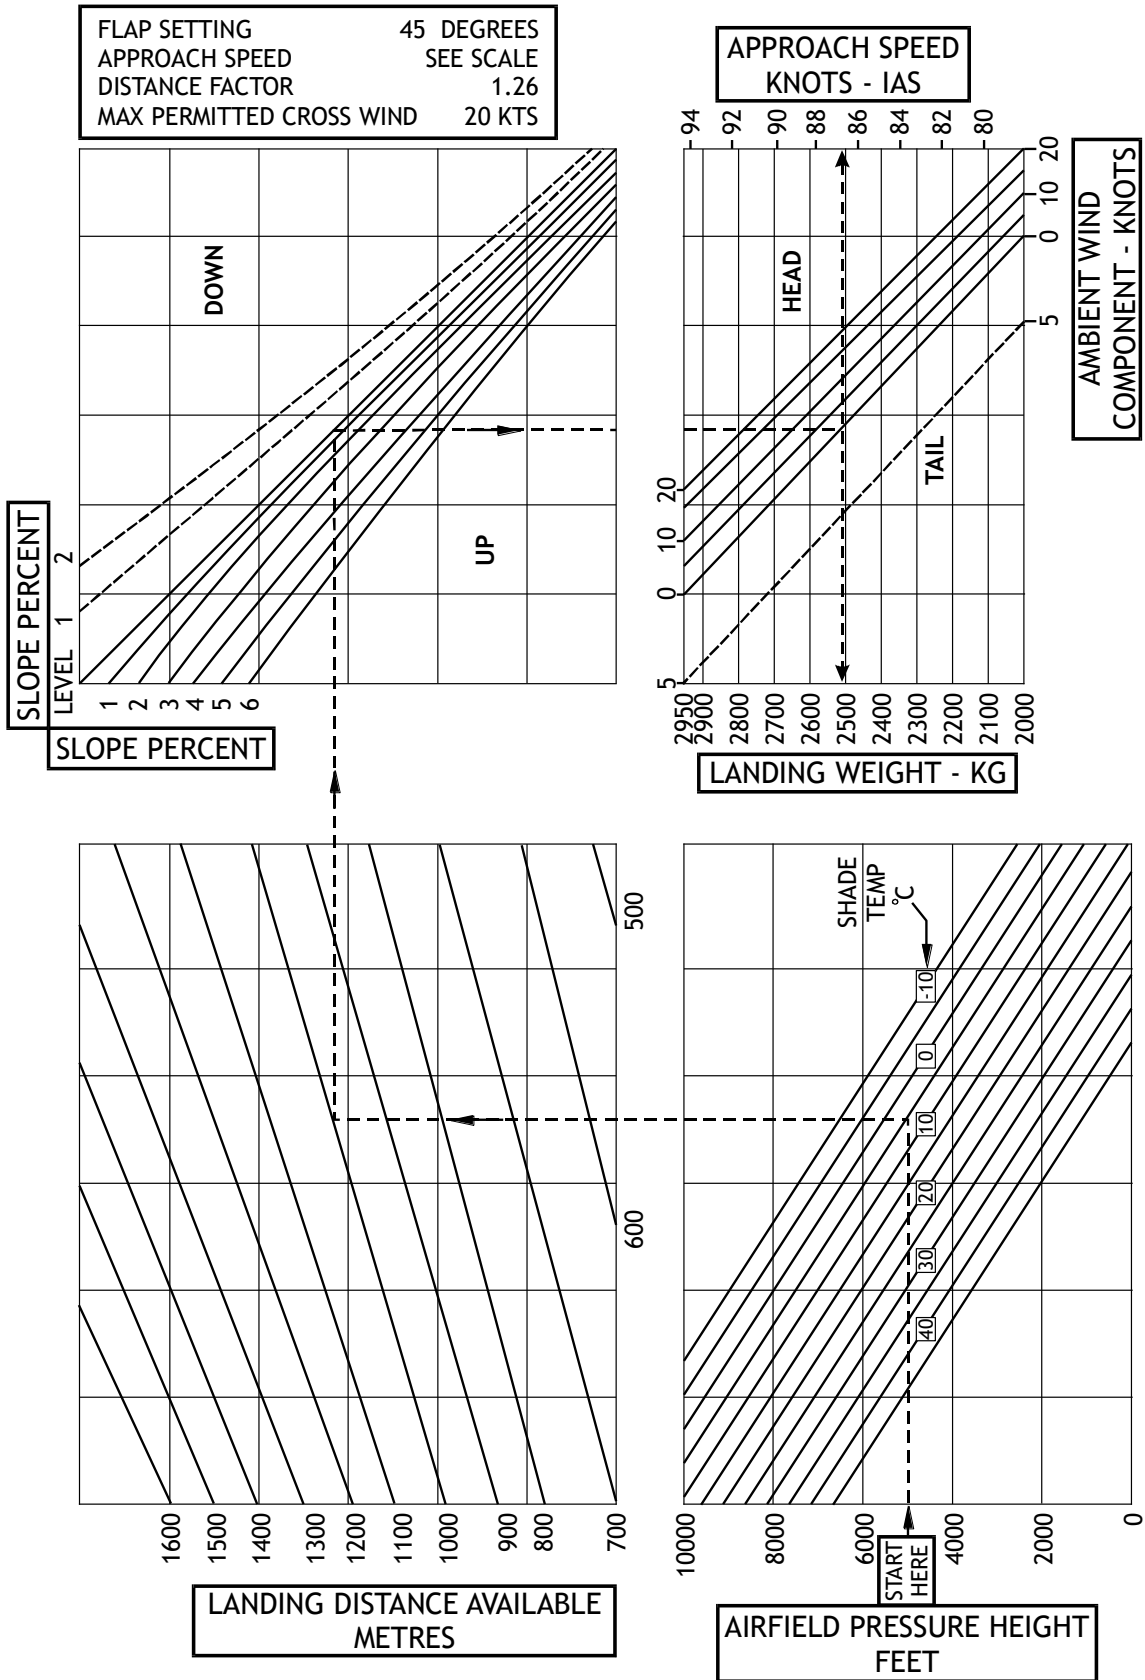 FLAP SETTING 45 DEGREES
APPROACH SPEED SEE SCALE
DISTANCE FACTOR 1.26
MAX PERMITTED CROSS WIND 20 KTS
APPROACH SPEED
KNOTS - IAS
94
92
90
88
86
84
82
80
SLOPE PERCENT
LEVEL 1 2
1
2
3
4
5
6
SLOPE PERCENT
DOWN
UP
20
10
0
5
HEAD
TAIL
20
10
0
5
AMBIENT WIND
COMPONENT - KNOTS
2950
2900
2800
2700
2600
2500
2400
2300
2200
2100
2000
LANDING WEIGHT - KG
500
600
1600
1500
1400
1300
1200
1100
1000
900
800
700
LANDING DISTANCE AVAILABLE
METRES
SHADE
TEMP
°C
-10
0
10
20
30
40
10000
8000
6000
4000
2000
0
START
HERE
AIRFIELD PRESSURE HEIGHT
FEET